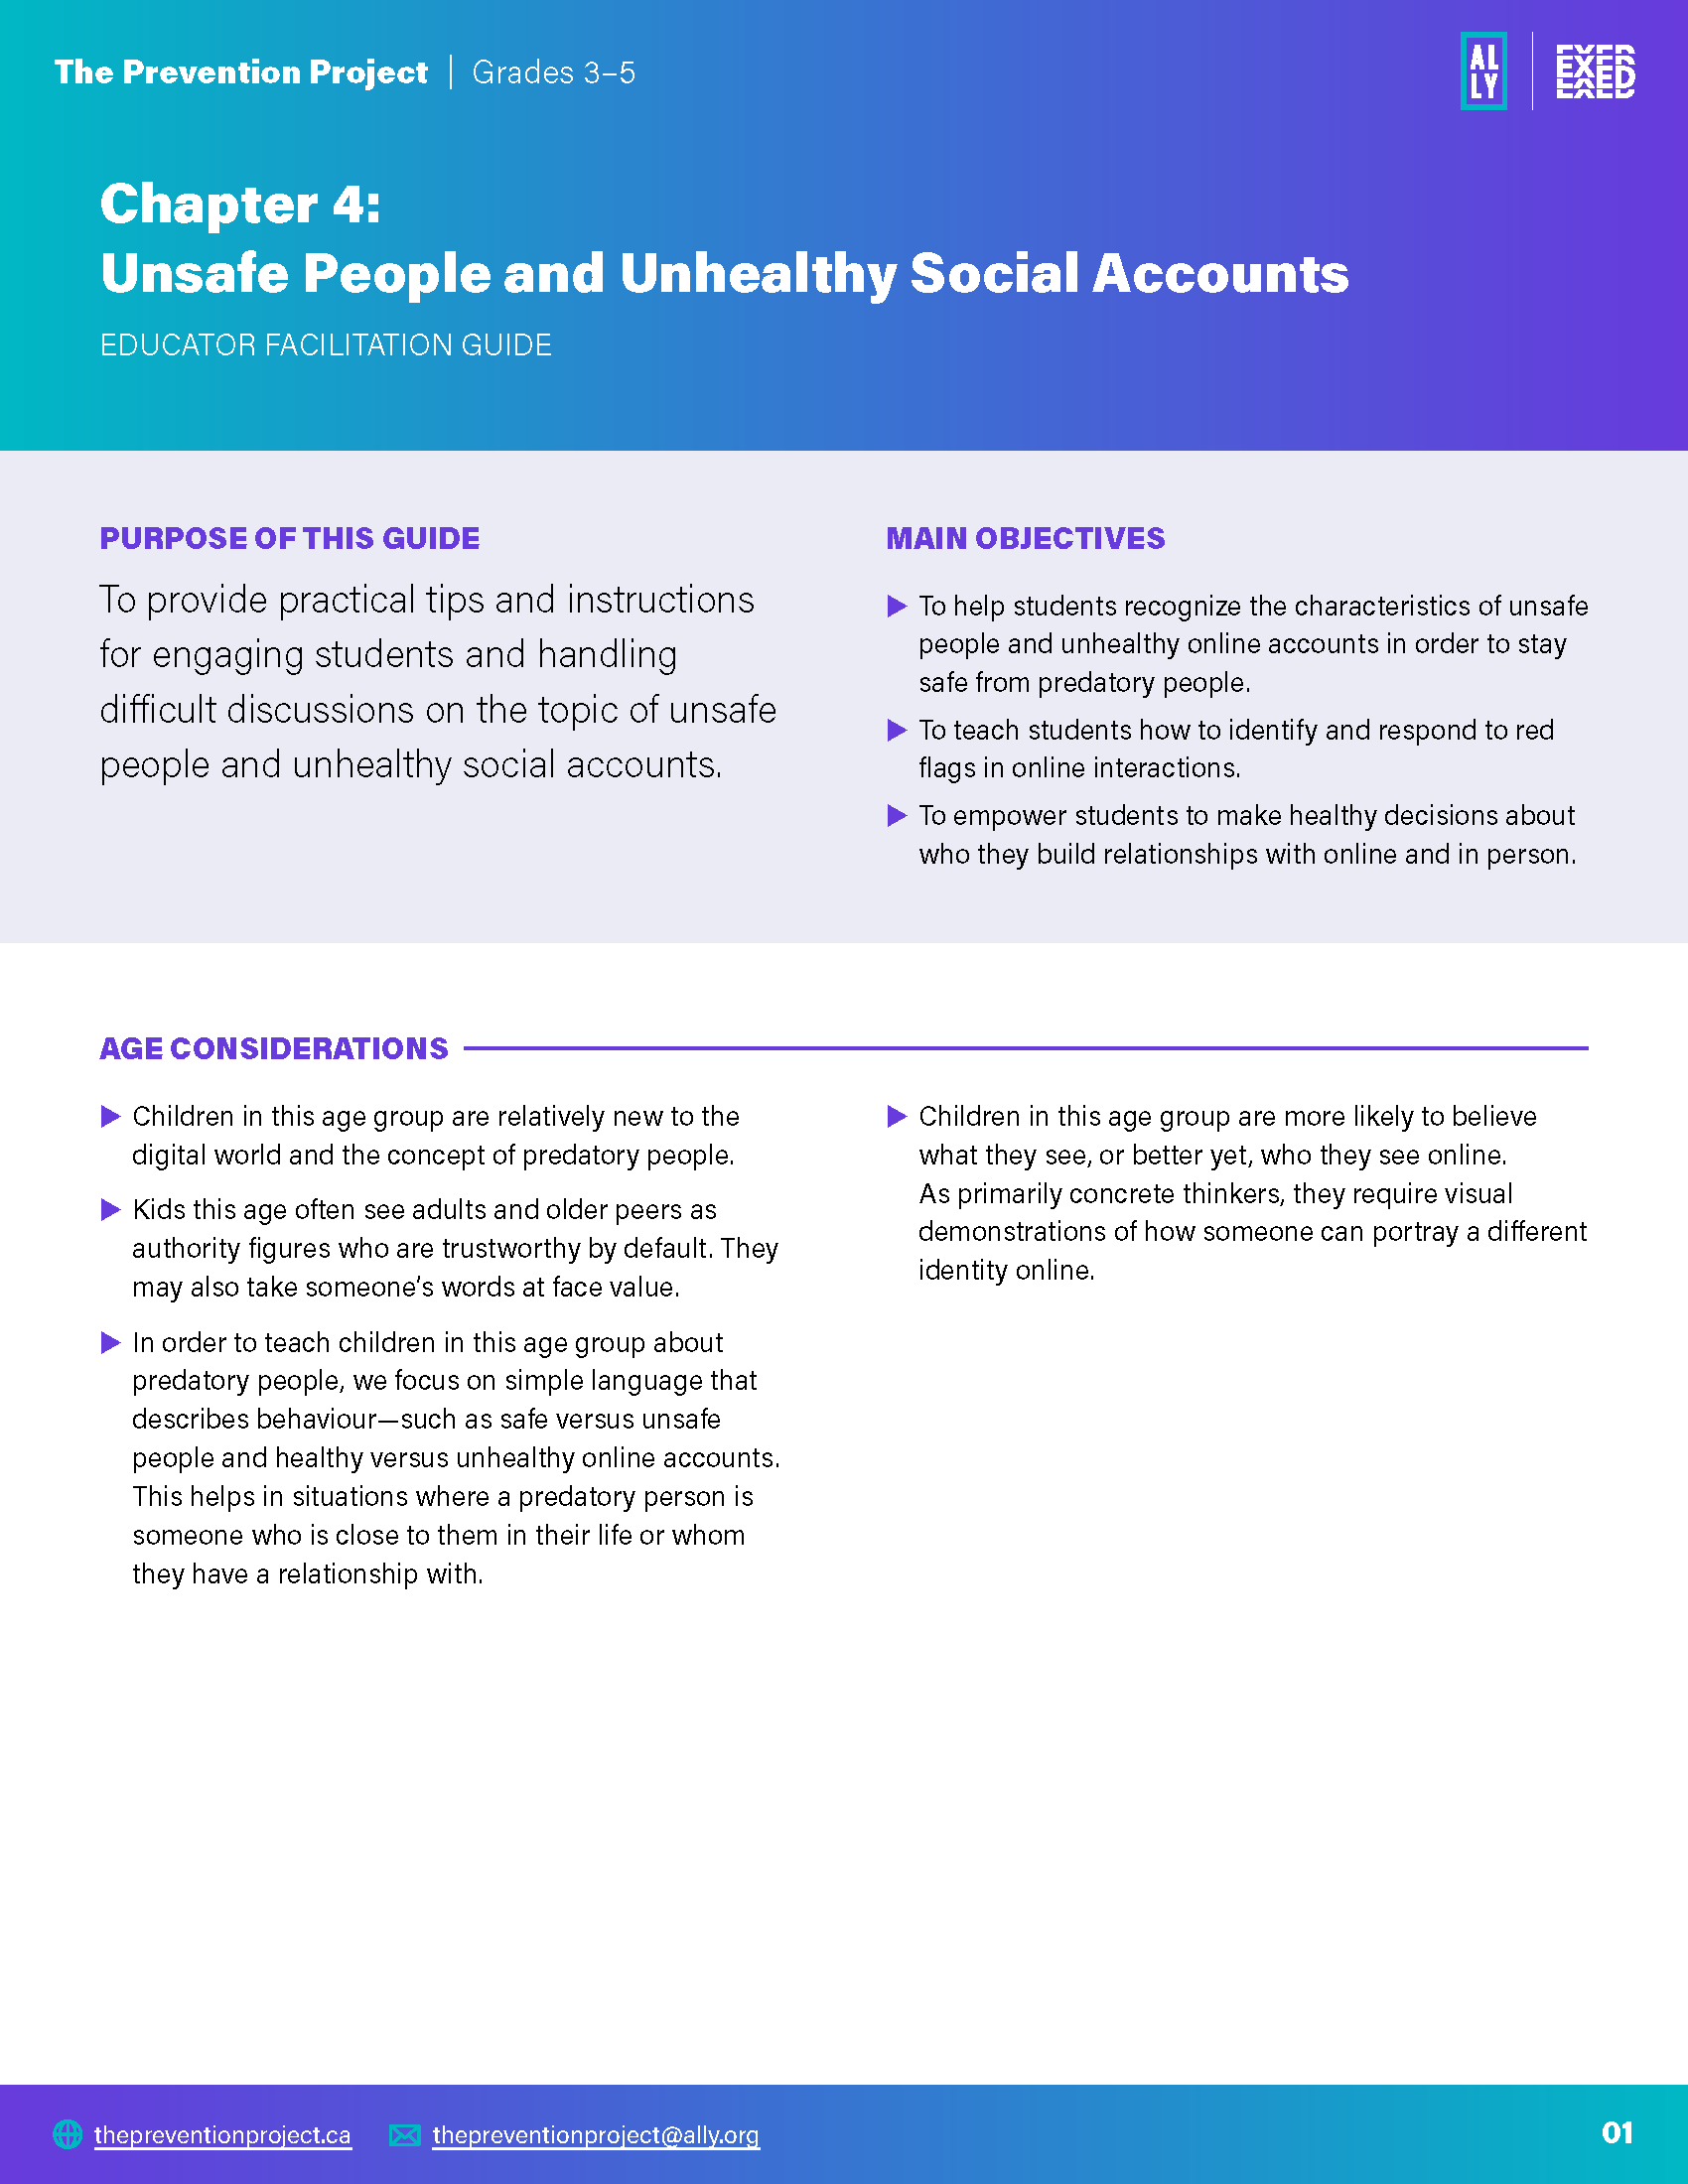 The Prevention Project | Grades 3–5
AL
LY
EXED
Chapter 4:
Unsafe People and Unhealthy Social Accounts
EDUCATOR FACILITATION GUIDE
PURPOSE OF THIS GUIDE
To provide practical tips and instructions
for engaging students and handling
difficult discussions on the topic of unsafe
people and unhealthy social accounts.
MAIN OBJECTIVES
To help students recognize the characteristics of unsafe
people and unhealthy online accounts in order to stay
safe from predatory people.
To teach students how to identify and respond to red
flags in online interactions.
To empower students to make healthy decisions about
who they build relationships with online and in person.
AGE CONSIDERATIONS
Children in this age group are relatively new to the
digital world and the concept of predatory people.
Kids this age often see adults and older peers as
authority figures who are trustworthy by default. They
may also take someone’s words at face value.
In order to teach children in this age group about
predatory people, we focus on simple language that
describes behaviour—such as safe versus unsafe
people and healthy versus unhealthy online accounts.
This helps in situations where a predatory person is
someone who is close to them in their life or whom
they have a relationship with.
Children in this age group are more likely to believe
what they see, or better yet, who they see online.
As primarily concrete thinkers, they require visual
demonstrations of how someone can portray a different
identity online.
thepreventionproject.ca
thepreventionproject@ally.org
01